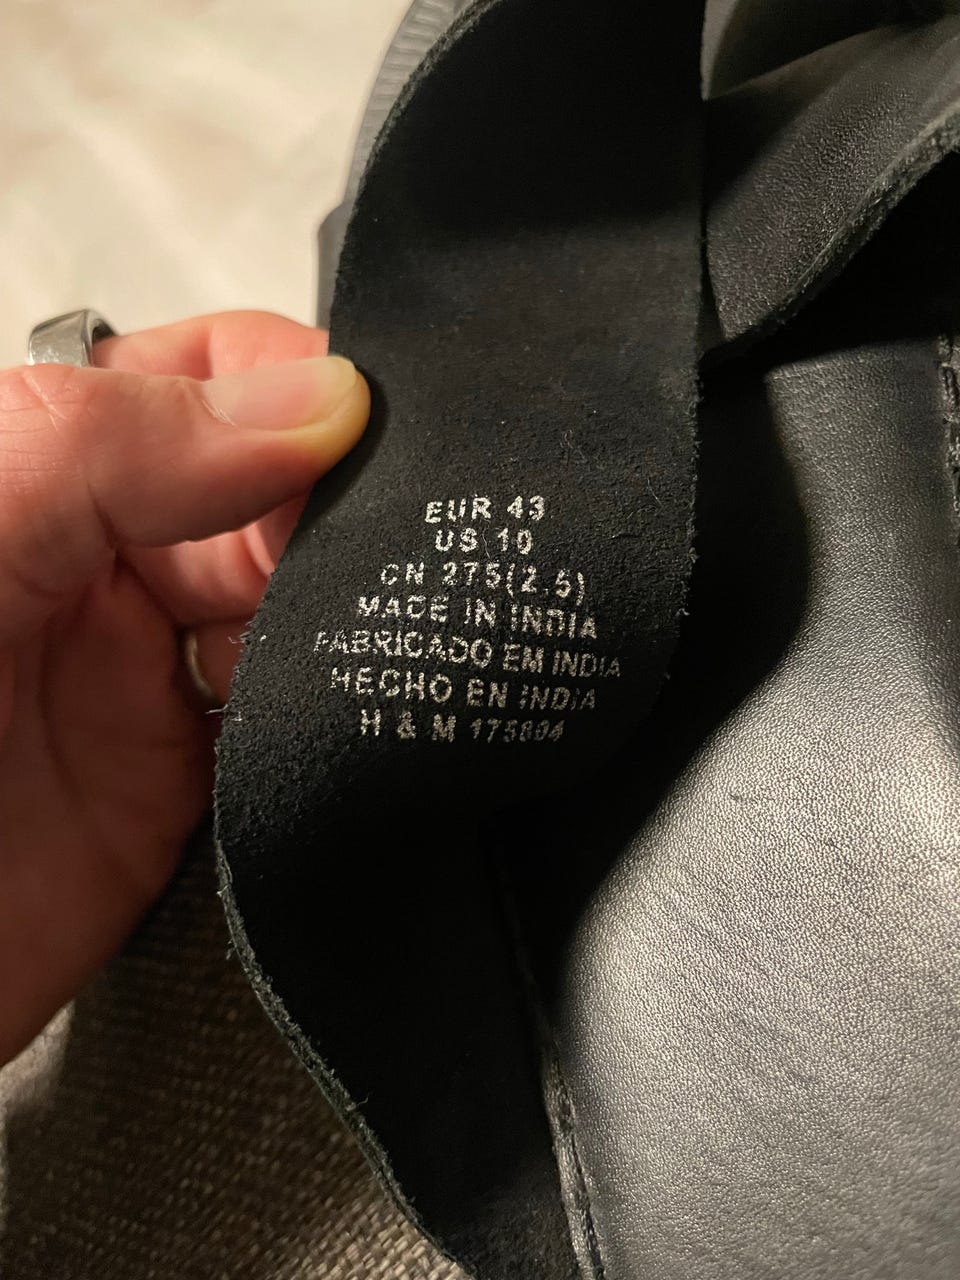 EUR 43
US 10
CN 275(2.5)
MADE IN INDIA
FABRICADO EM INDIA
HECHO EN INDIA
H & M 175894